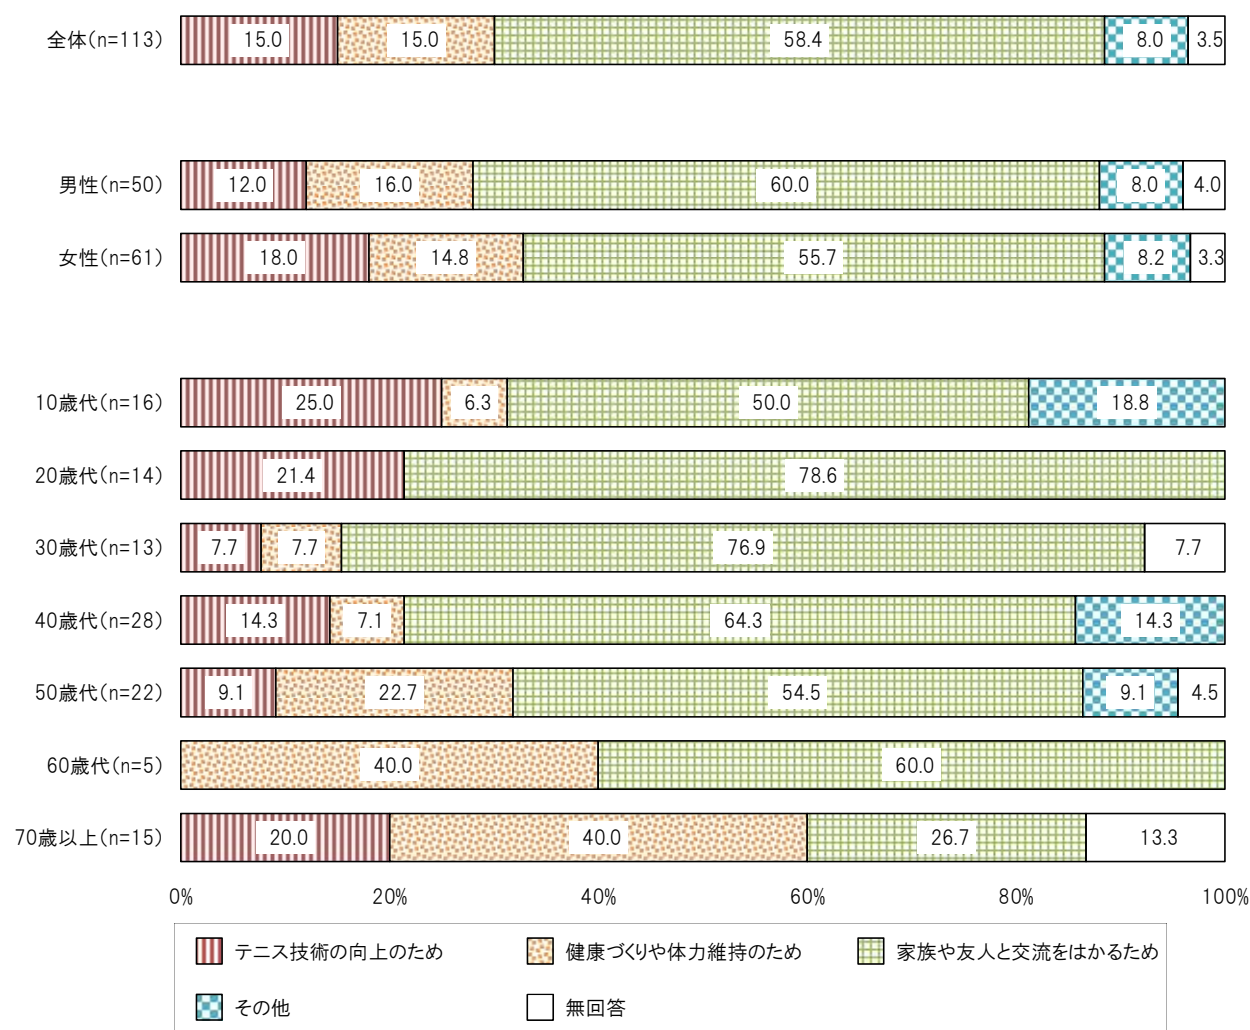 全体(n=113) 15.0 15.0 58.4 8.0 3.5
男性(n=50) 12.0 16.0 60.0 8.0 4.0
女性(n=61) 18.0 14.8 55.7 8.2 3.3
10歳代(n=16) 25.0 6.3 50.0 18.8
20歳代(n=14) 21.4 78.6
30歳代(n=13) 7.7 7.7 76.9 7.7
40歳代(n=28) 14.3 7.1 64.3 14.3
50歳代(n=22) 9.1 22.7 54.5 9.1 4.5
60歳代(n=5) 40.0 60.0
70歳以上(n=15) 20.0 40.0 26.7 13.3
0% 20% 40% 60% 80% 100%
テニス技術の向上のため 健康づくりや体力維持のため 家族や友人と交流をはかるため
その他 無回答